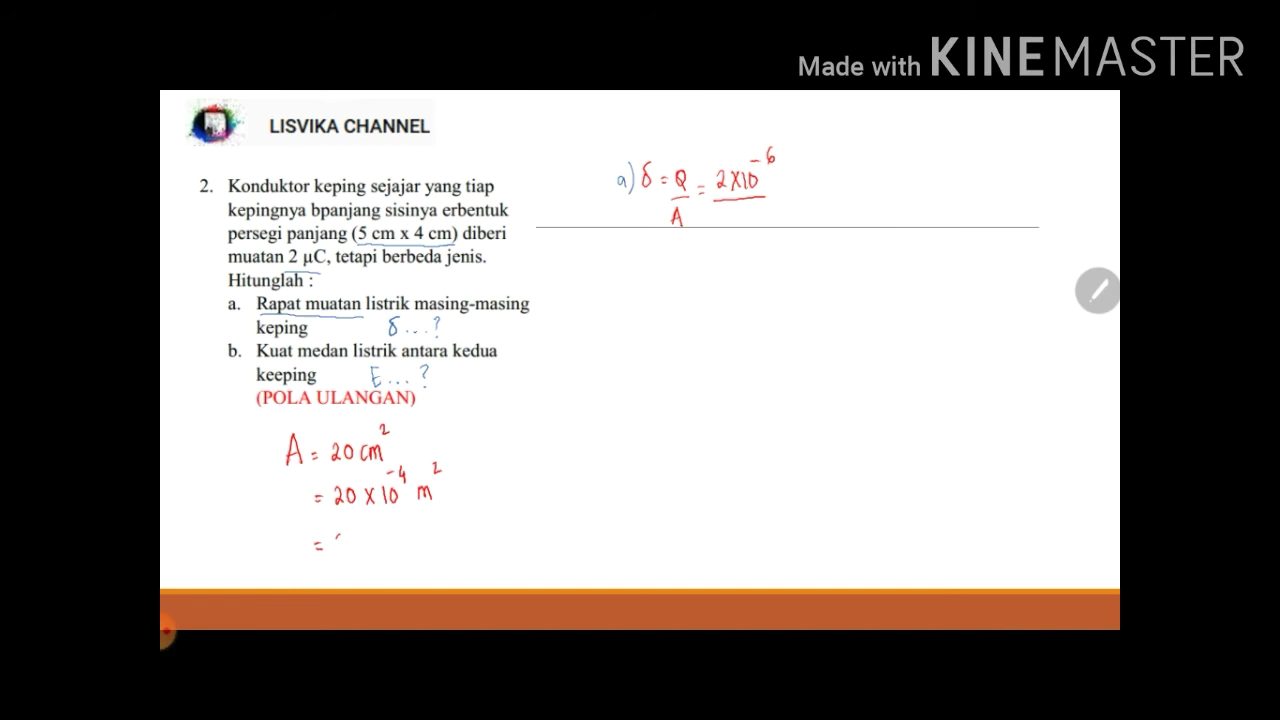 Made with KINEMASTER
LISVIKA CHANNEL
2. Konduktor keping sejajar yang tiap
kepingnya bpanjang sisinya erbentuk
persegi panjang (5 cm x 4 cm) diberi
muatan 2 µC, tetapi berbeda jenis.
Hitunglah :
a. Rapat muatan listrik masing-masing
keping δ...?
b. Kuat medan listrik antara kedua
keeping E...?
(POLA ULANGAN)
A = 20 cm²
= 20 x 10⁻⁴ m²
=
a) δ = Q/A = 2x10⁻⁶